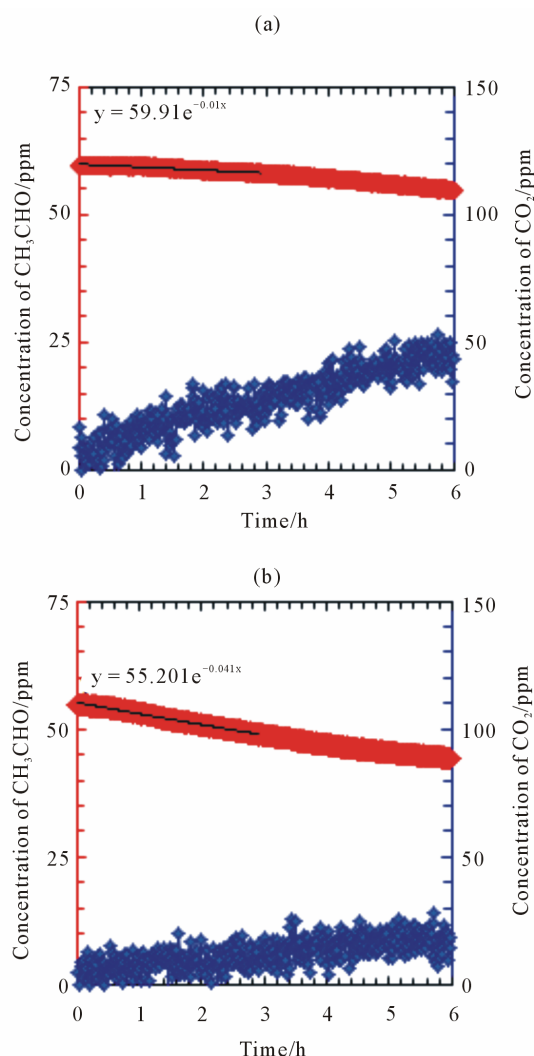 (a)
75
150
y = 59.91e^−0.01x
50
100
25
50
0
0
0 1 2 3 4 5 6
Time/h
Concentration of CH₃CHO/ppm
Concentration of CO₂/ppm
(b)
75
150
y = 55.201e^−0.041x
50
100
25
50
0
0
0 1 2 3 4 5 6
Time/h
Concentration of CH₃CHO/ppm
Concentration of CO₂/ppm